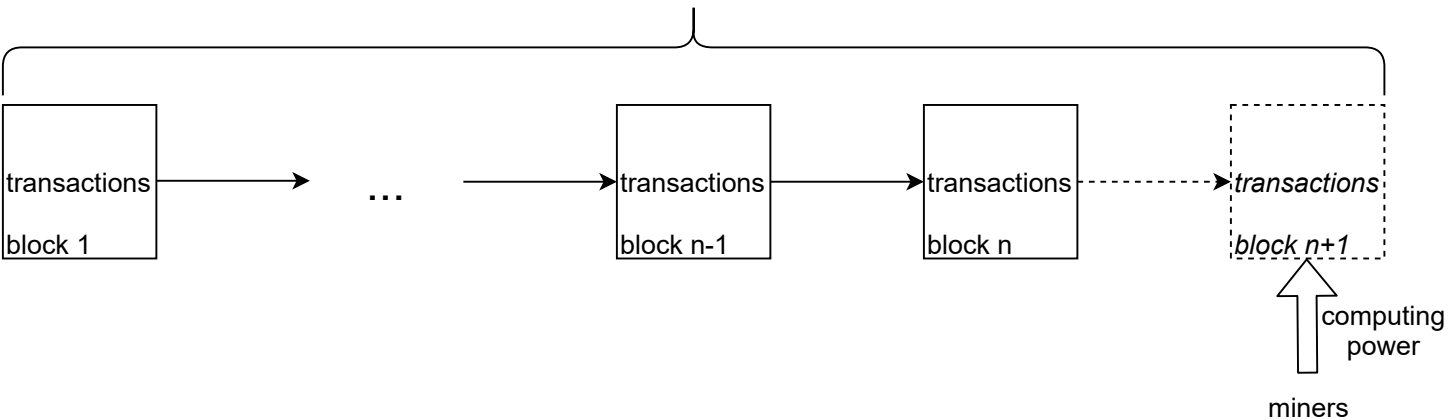 transactions
block 1
...
transactions
block n-1
transactions
block n
transactions
block n+1
computing
power
miners